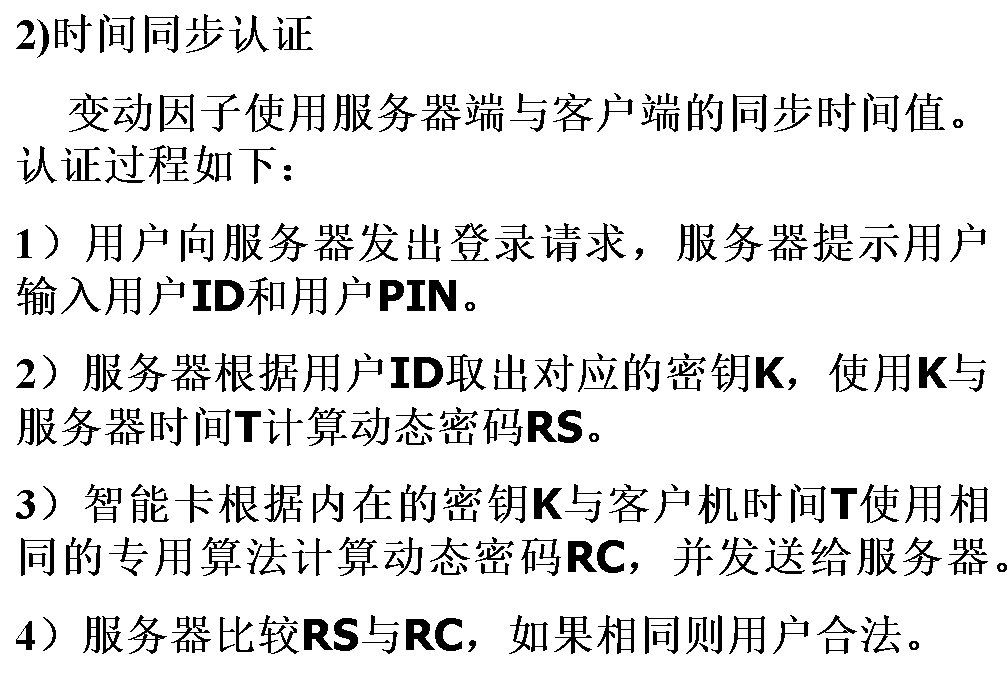 2)时间同步认证
变动因子使用服务器端与客户端的同步时间值。
认证过程如下：
1）用户向服务器发出登录请求，服务器提示用户
输入用户ID和用户PIN。
2）服务器根据用户ID取出对应的密钥K，使用K与
服务器时间T计算动态密码RS。
3）智能卡根据内在的密钥K与客户机时间T使用相
同的专用算法计算动态密码RC，并发送给服务器。
4）服务器比较RS与RC，如果相同则用户合法。